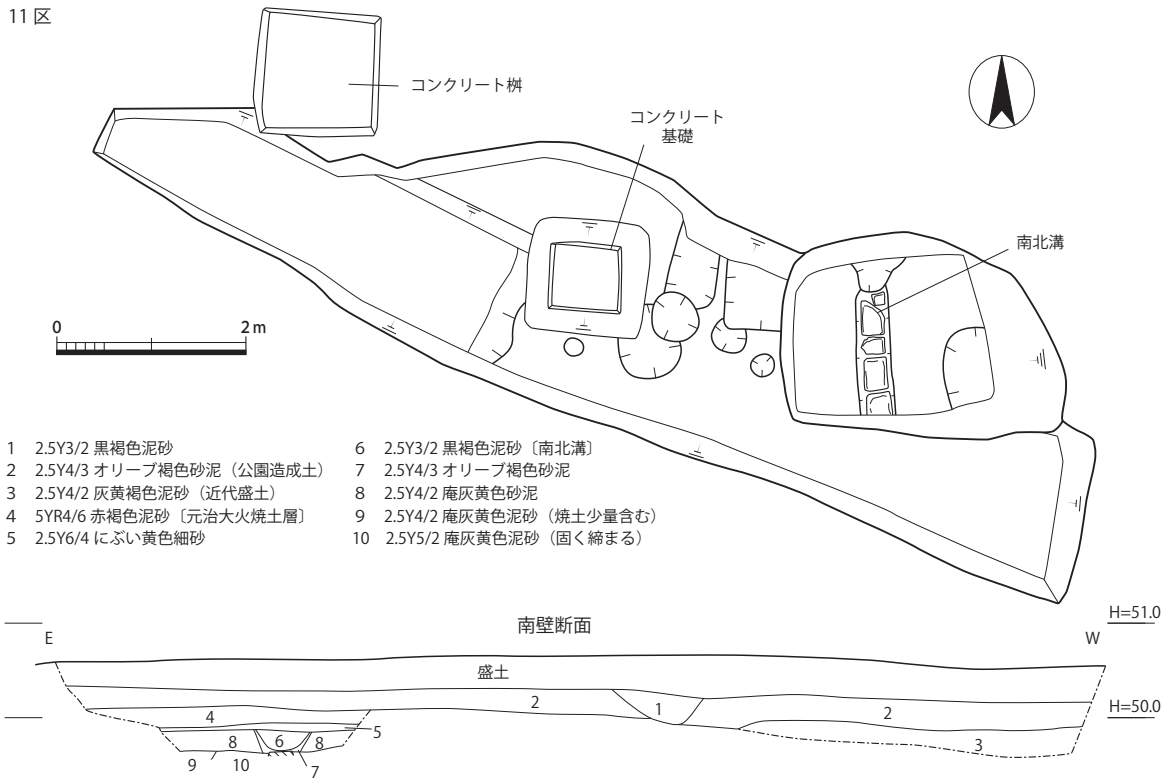 11 区
コンクリート桝
コンクリート
基礎
南北溝
0 2 m
1 2.5Y3/2 黒褐色泥砂
2 2.5Y4/3 オリーブ褐色砂泥（公園造成土）
3 2.5Y4/2 灰黄褐色泥砂（近代盛土）
4 5YR4/6 赤褐色泥砂〔元治大火焼土層〕
5 2.5Y6/4 にぶい黄色細砂
6 2.5Y3/2 黒褐色泥砂〔南北溝〕
7 2.5Y4/3 オリーブ褐色砂泥
8 2.5Y4/2 庵灰黄色砂泥
9 2.5Y4/2 庵灰黄色泥砂（焼土少量含む）
10 2.5Y5/2 庵灰黄色泥砂（固く締まる）
南壁断面
H=51.0
E
W
盛土
H=50.0
2
1
2
4
5
3
8
6
8
9
10
7